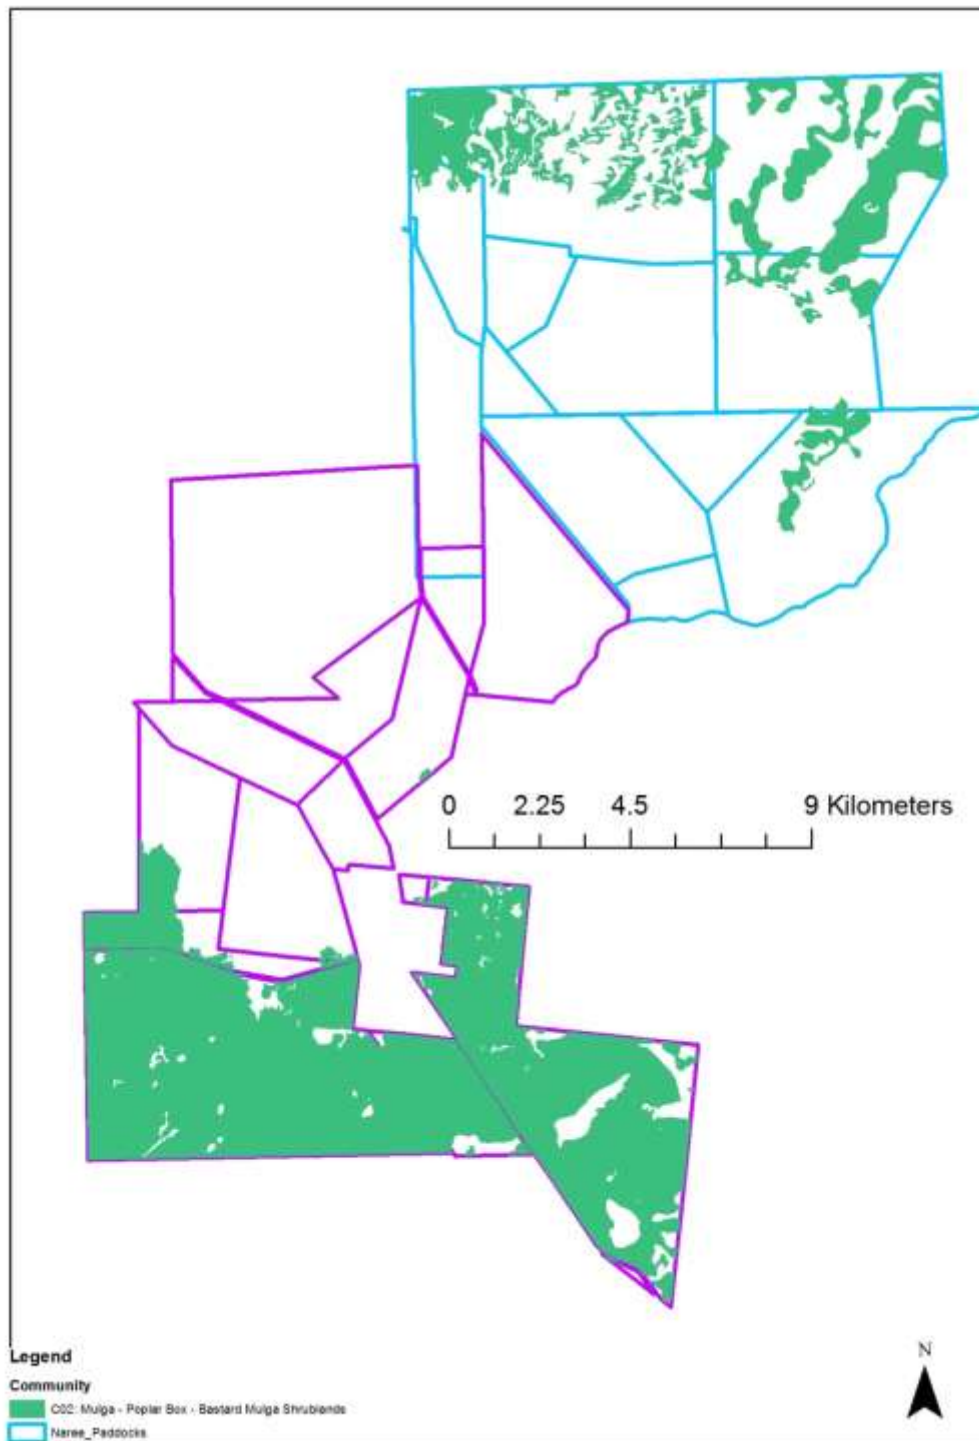 0 2.25 4.5 9 Kilometers
N
Legend
Community
C02: Mulga - Poplar Box - Bastard Mulga Shrublands
Naree_Paddocks